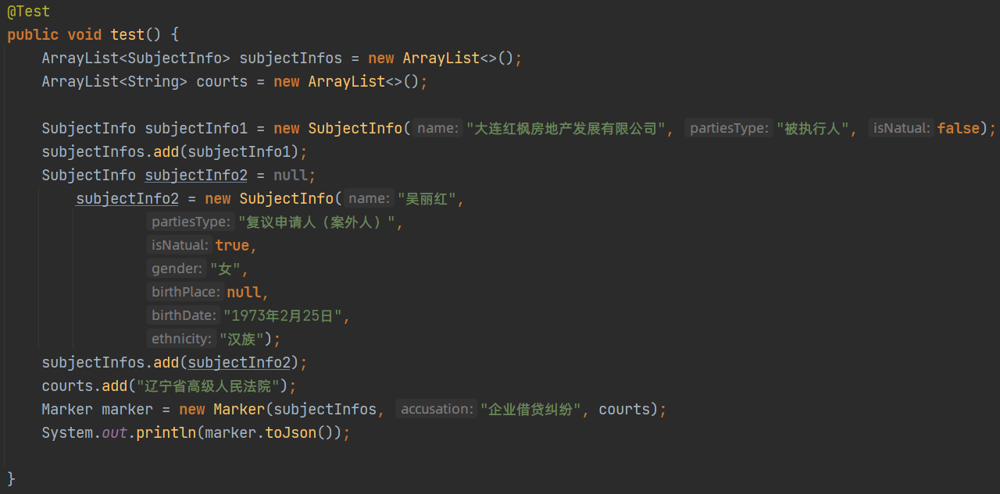 @Test
public void test() {
ArrayList<SubjectInfo> subjectInfos = new ArrayList<>();
ArrayList<String> courts = new ArrayList<>();
SubjectInfo subjectInfo1 = new SubjectInfo( name: "大连红枫房地产发展有限公司", partiesType: "被执行人", isNatual: false);
subjectInfos.add(subjectInfo1);
SubjectInfo subjectInfo2 = null;
subjectInfo2 = new SubjectInfo( name: "吴丽红",
partiesType: "复议申请人（案外人）",
isNatual: true,
gender: "女",
birthPlace: null,
birthDate: "1973年2月25日",
ethnicity: "汉族");
subjectInfos.add(subjectInfo2);
courts.add("辽宁省高级人民法院");
Marker marker = new Marker(subjectInfos, accusation: "企业借贷纠纷", courts);
System.out.println(marker.toJson());
}